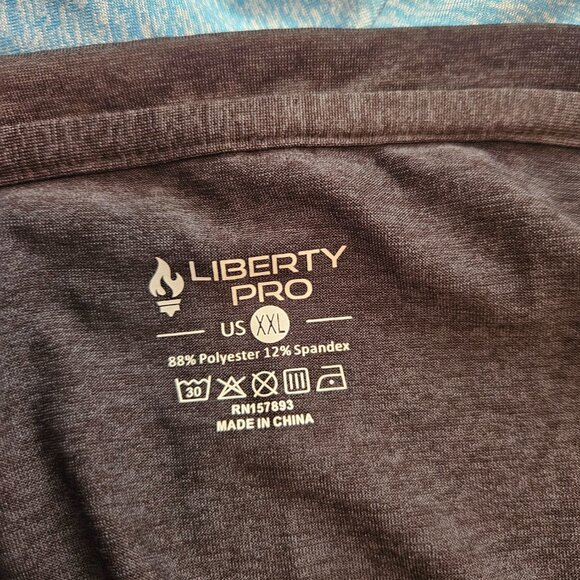 LIBERTY
PRO
US XXL
88% Polyester 12% Spandex
30
RN157893
MADE IN CHINA